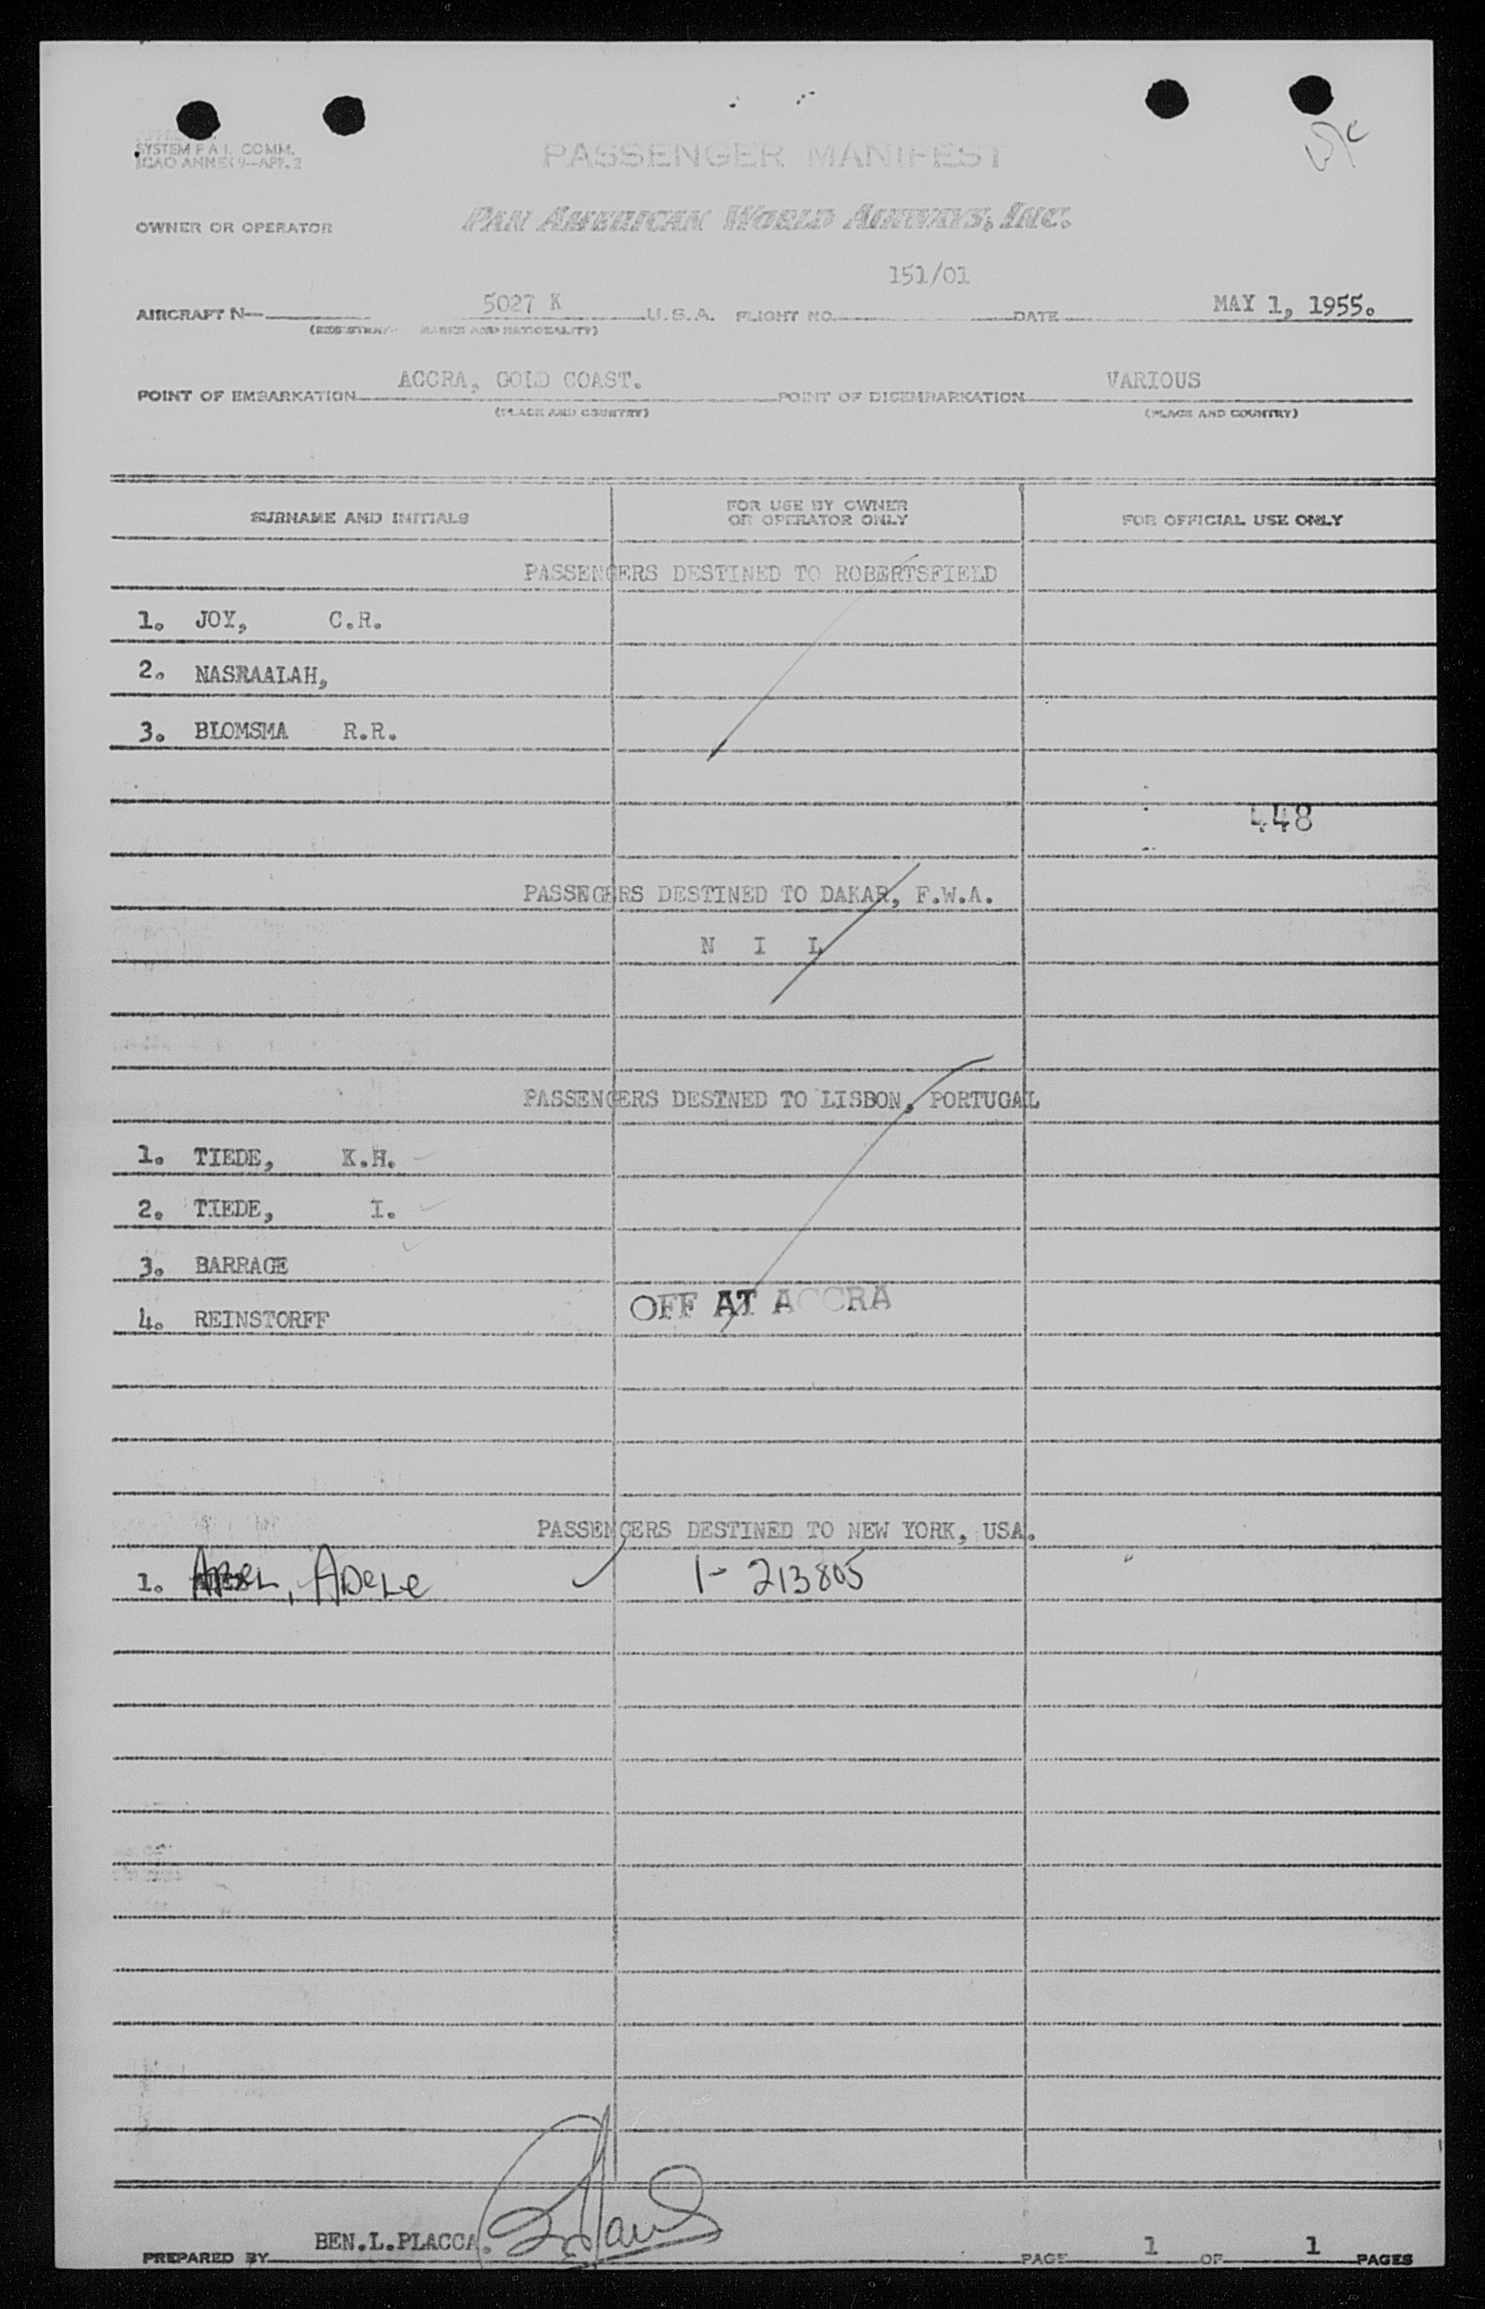 SYSTEM F A L COMM.
ICAO ANNEX 9—APP. 2
PASSENGER MANIFEST
OWNER OR OPERATOR PAN AMERICAN WORLD AIRWAYS, INC.
151/01
AIRCRAFT N— 5027 K U.S.A. FLIGHT NO. DATE MAY 1, 1955.
(REGISTRATION MARKS AND NATIONALITY)
POINT OF EMBARKATION ACCRA, GOLD COAST. POINT OF DISEMBARKATION VARIOUS
(PLACE AND COUNTRY) (PLACE AND COUNTRY)
SURNAME AND INITIALS FOR USE BY OWNER OR OPERATOR ONLY FOR OFFICIAL USE ONLY
PASSENGERS DESTINED TO ROBERTSFIELD
1. JOY, C.R.
2. NASRAALAH,
3. BLOMSMA R.R.
448
PASSNGERS DESTINED TO DAKAR, F.W.A.
N I L
PASSENGERS DESTNED TO LISBON, PORTUGAL
1. TIEDE, K.H.
2. TIEDE, I.
3. BARRAGE
4. REINSTORFF OFF AT ACCRA
PASSENGERS DESTINED TO NEW YORK, USA.
1. ABEL, ADELE 1- 213805
BEN.L.PLACCA.
PREPARED BY PAGE 1 OF 1 PAGES